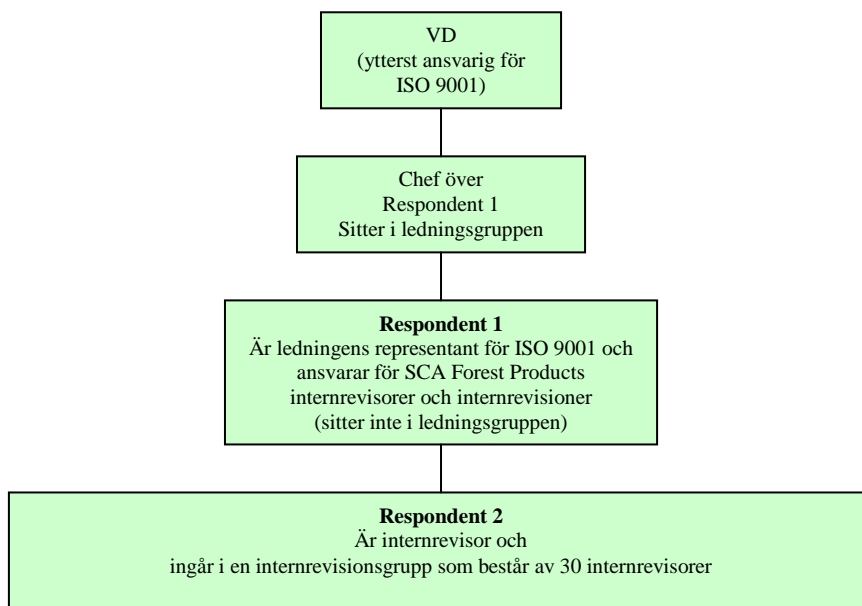 VD
(ytterst ansvarig för
ISO 9001)
Chef över
Respondent 1
Sitter i ledningsgruppen
Respondent 1
Är ledningens representant för ISO 9001 och
ansvarar för SCA Forest Products
internrevisorer och internrevisioner
(sitter inte i ledningsgruppen)
Respondent 2
Är internrevisor och
ingår i en internrevisionsgrupp som består av 30 internrevisorer